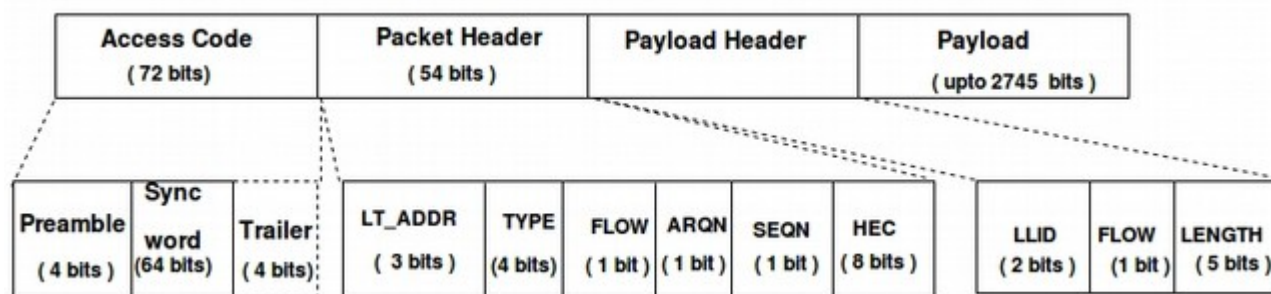 Access Code Packet Header Payload Header Payload
( 72 bits) ( 54 bits ) ( upto 2745 bits )
Preamble Sync word Trailer LT_ADDR TYPE FLOW ARQN SEQN HEC LLID FLOW LENGTH
( 4 bits ) (64 bits) ( 4 bits) ( 3 bits ) (4 bits) ( 1 bit ) ( 1 bit ) ( 1 bit ) ( 8 bits ) ( 2 bits ) (1 bit) ( 5 bits )